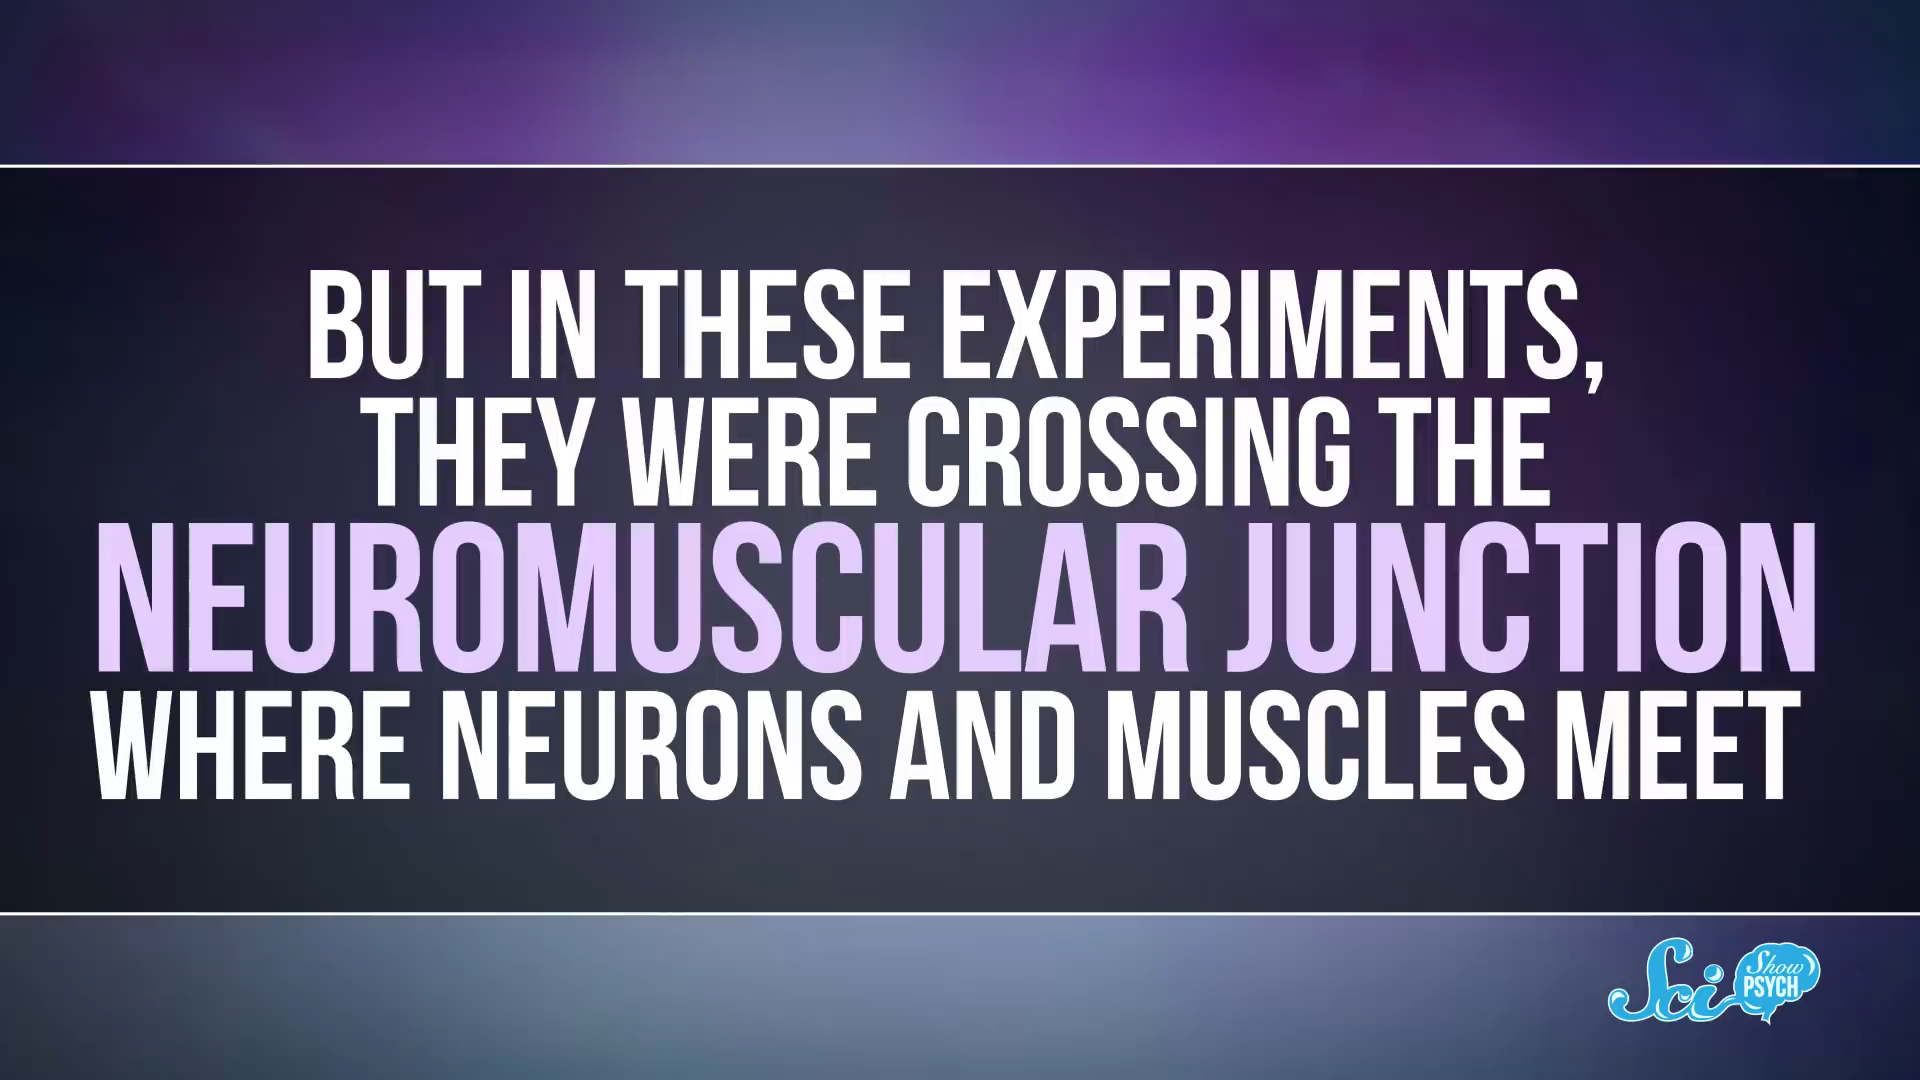 BUT IN THESE EXPERIMENTS,
THEY WERE CROSSING THE
NEUROMUSCULAR JUNCTION
WHERE NEURONS AND MUSCLES MEET
Sci Show
PSYCH